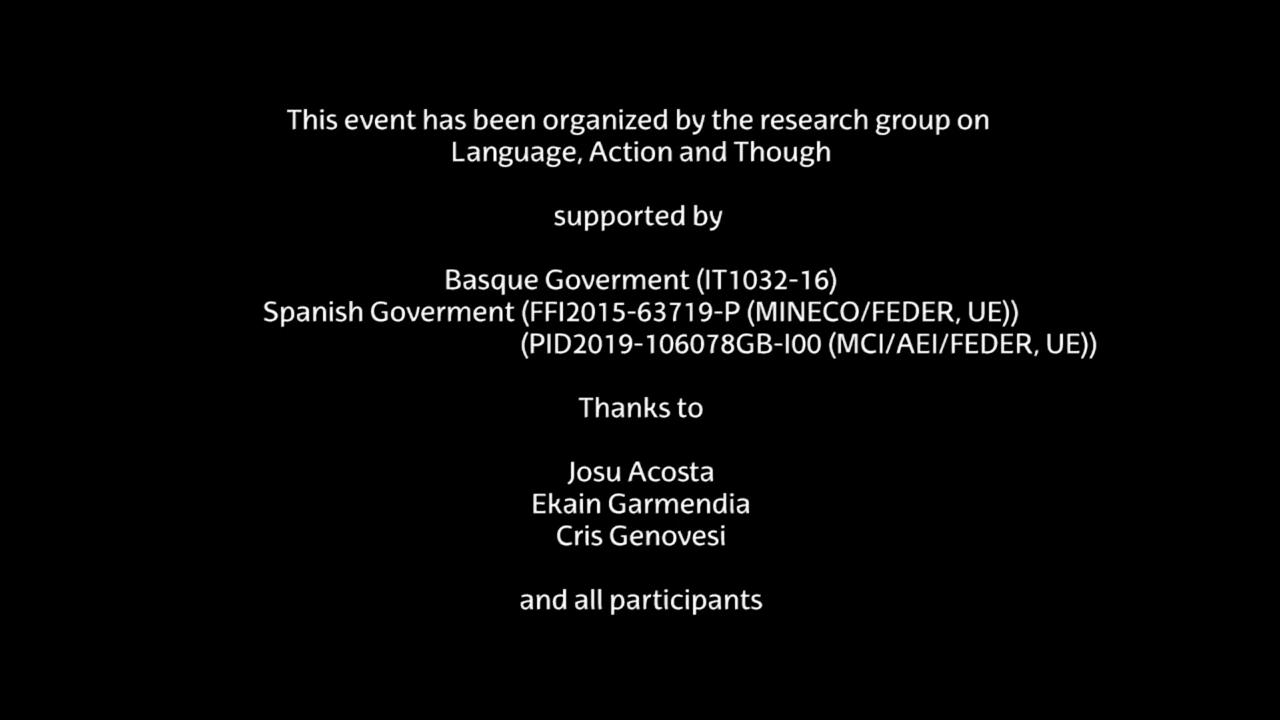 This event has been organized by the research group on
Language, Action and Though
supported by
Basque Goverment (IT1032-16)
Spanish Goverment (FFI2015-63719-P (MINECO/FEDER, UE))
(PID2019-106078GB-I00 (MCI/AEI/FEDER, UE))
Thanks to
Josu Acosta
Ekain Garmendia
Cris Genovesi
and all participants